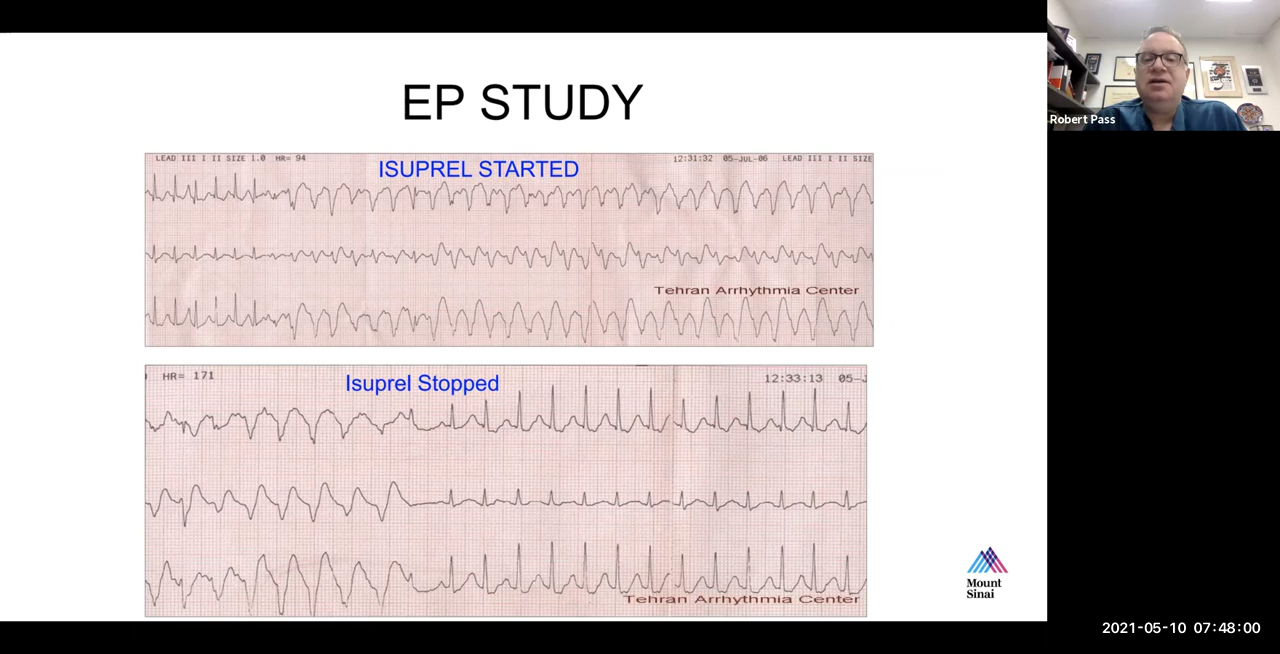 EP STUDY
LEAD III I II SIZE 1.0 HR= 94
12:31:32 05-JUL-06 LEAD III I II SIZE
ISUPREL STARTED
Tehran Arrhythmia Center
HR= 171
12:33:13 05-J
Isuprel Stopped
Tehran Arrhythmia Center
Mount
Sinai
Robert Pass
2021-05-10 07:48:00